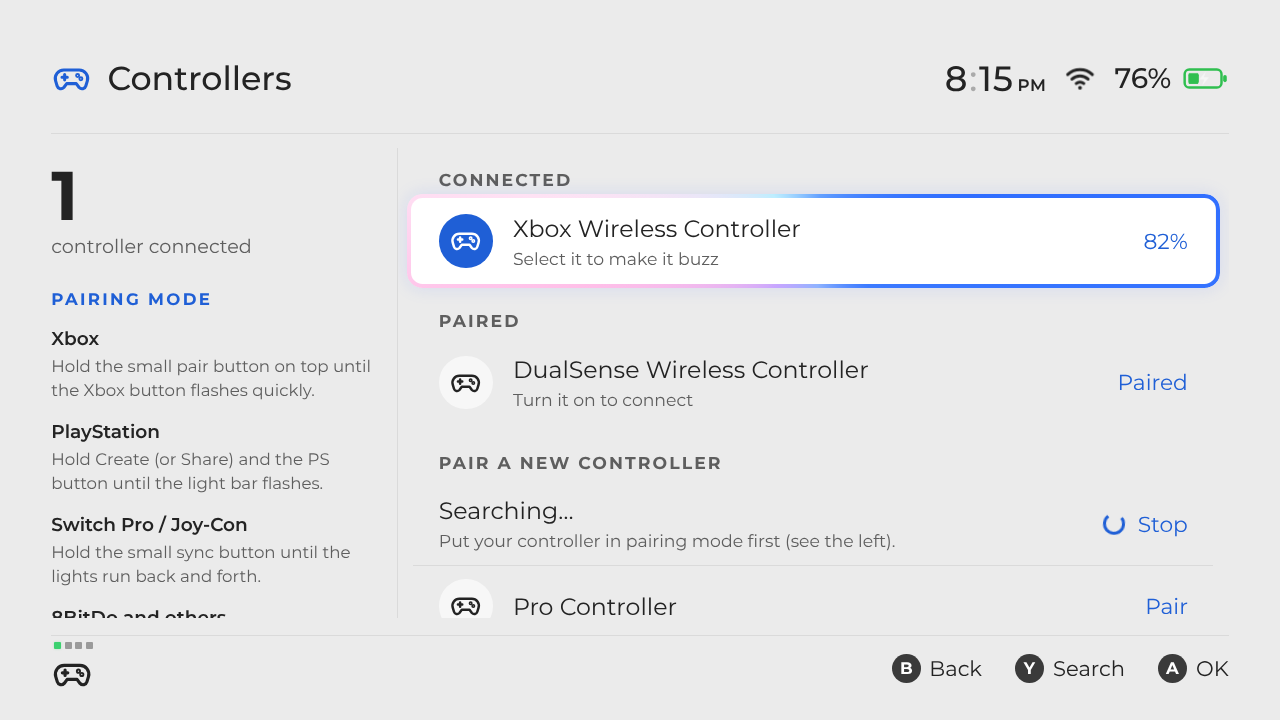 Controllers
8:15 PM
76%
1
controller connected
PAIRING MODE
Xbox
Hold the small pair button on top until
the Xbox button flashes quickly.
PlayStation
Hold Create (or Share) and the PS
button until the light bar flashes.
Switch Pro / Joy-Con
Hold the small sync button until the
lights run back and forth.
8BitDo and others
CONNECTED
Xbox Wireless Controller
Select it to make it buzz
82%
PAIRED
DualSense Wireless Controller
Turn it on to connect
Paired
PAIR A NEW CONTROLLER
Searching...
Put your controller in pairing mode first (see the left).
Stop
Pro Controller
Pair
B Back
Y Search
A OK